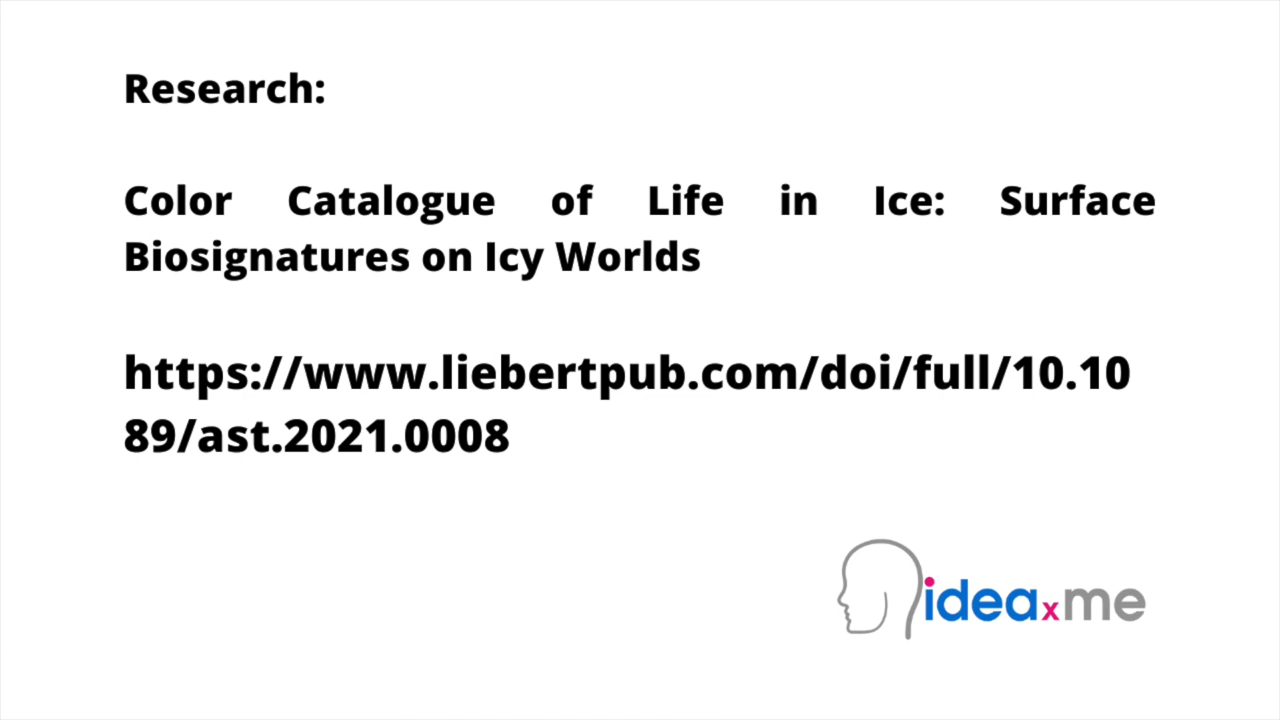 Research:
Color Catalogue of Life in Ice: Surface
Biosignatures on Icy Worlds
https://www.liebertpub.com/doi/full/10.10
89/ast.2021.0008
ideaxme